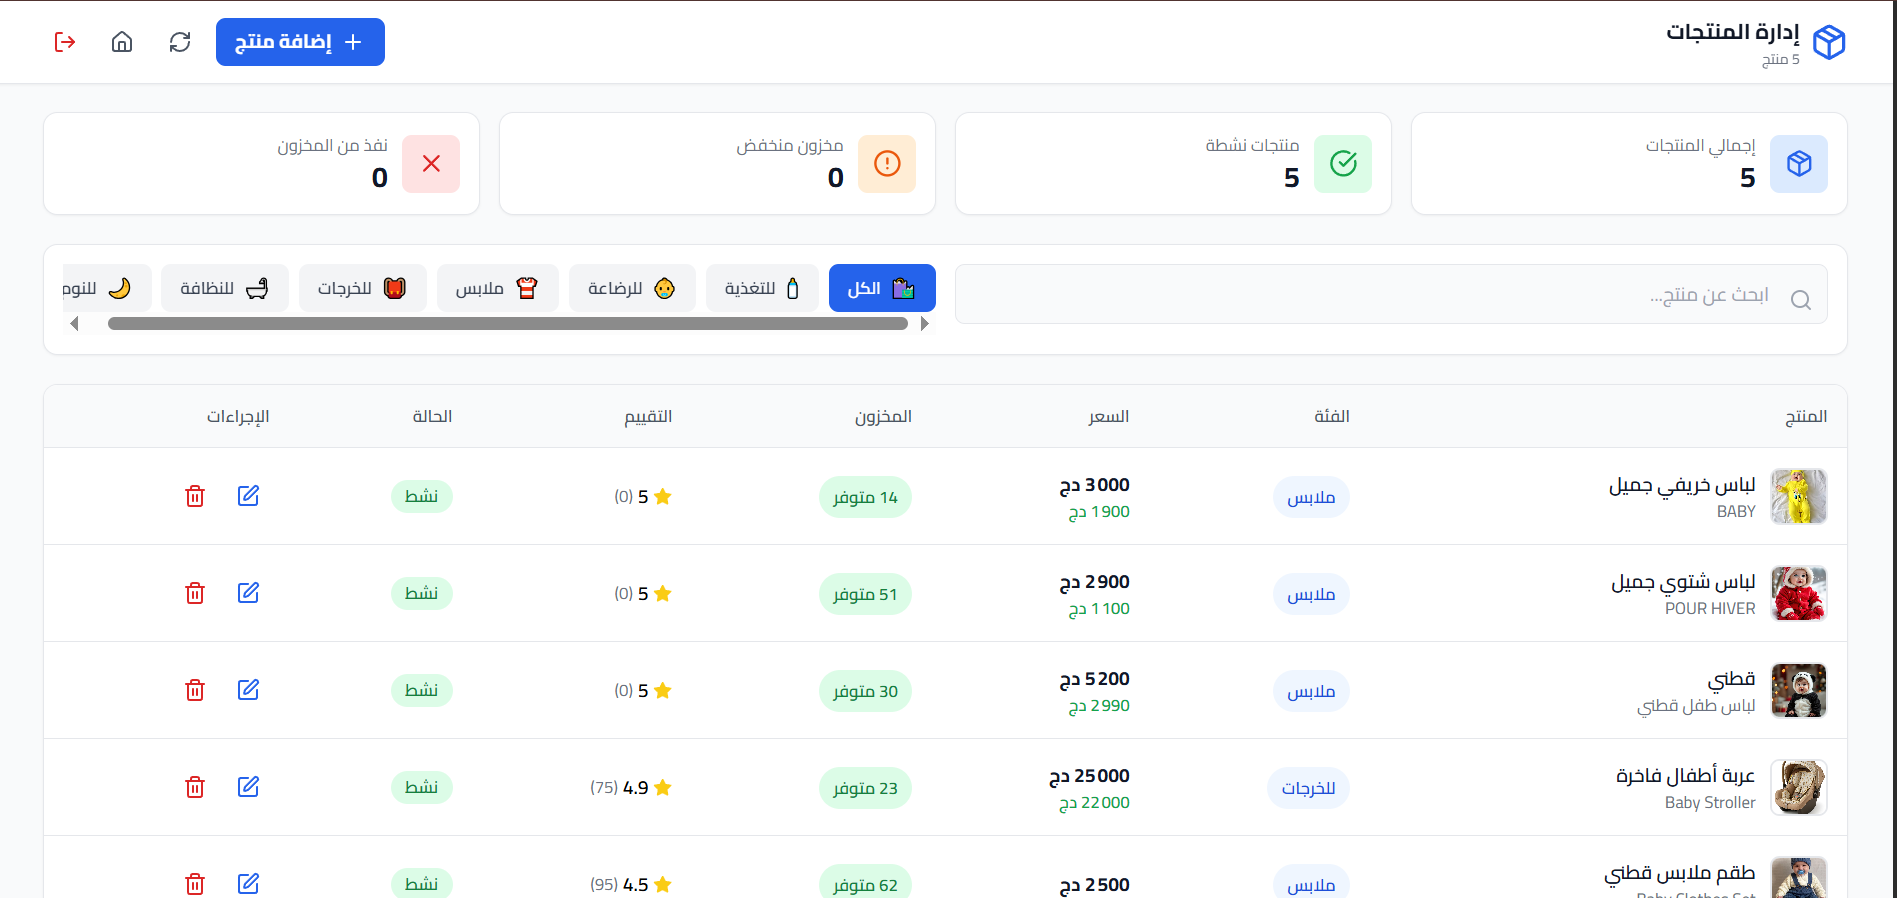 إدارة المنتجات
5 منتج
إضافة منتج
إجمالي المنتجات
5
منتجات نشطة
5
مخزون منخفض
0
نفذ من المخزون
0
ابحث عن منتج...
الكل
للتغذية
للرضاعة
ملابس
للخرجات
للنظافة
للنوم
المنتج الفئة السعر المخزون التقييم الحالة الإجراءات
لباس خريفي جميل
BABY
ملابس
3000 دج
1900 دج
14 متوفر
5 (0)
نشط
لباس شتوي جميل
POUR HIVER
ملابس
2900 دج
1100 دج
51 متوفر
5 (0)
نشط
قطني
لباس طفل قطني
ملابس
5200 دج
2990 دج
30 متوفر
5 (0)
نشط
عربة أطفال فاخرة
Baby Stroller
للخرجات
25000 دج
22000 دج
23 متوفر
4.9 (75)
نشط
طقم ملابس قطني
Baby Clothes Set
ملابس
2500 دج
62 متوفر
4.5 (95)
نشط